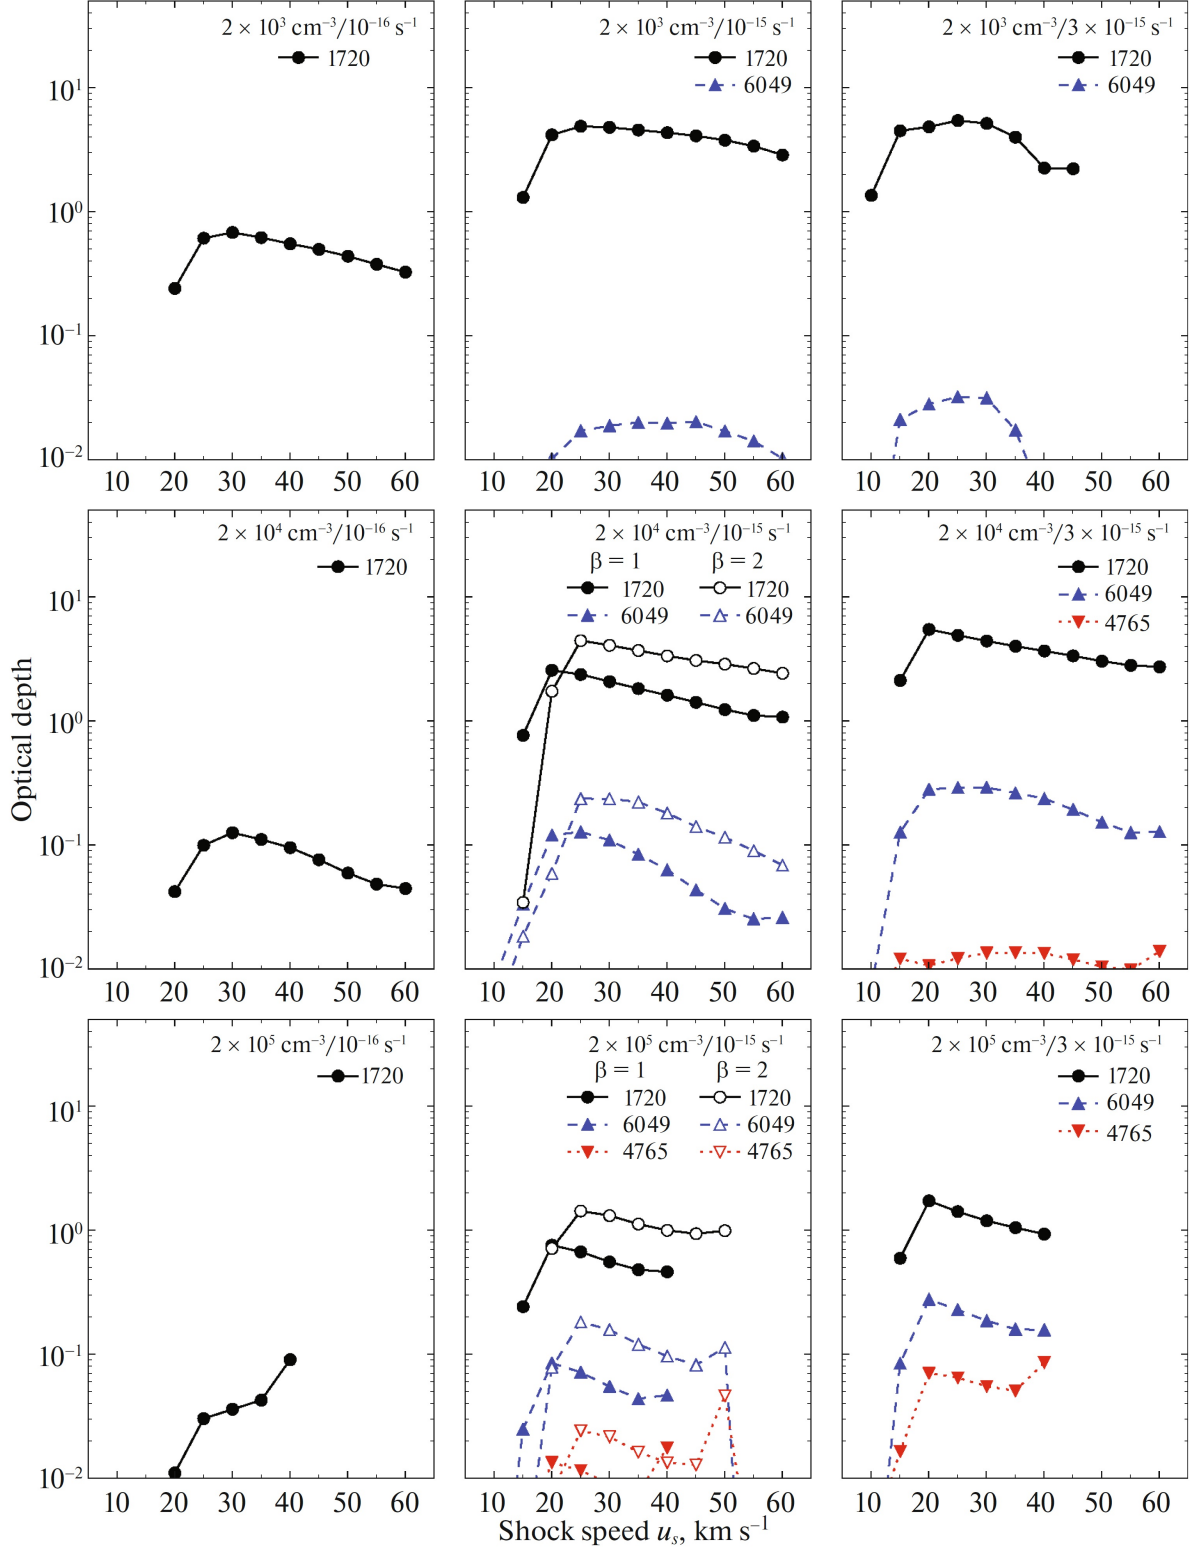 2 × 10³ cm⁻³/10⁻¹⁶ s⁻¹
1720
2 × 10³ cm⁻³/10⁻¹⁵ s⁻¹
1720
6049
2 × 10³ cm⁻³/3 × 10⁻¹⁵ s⁻¹
1720
6049
10¹
10⁰
10⁻¹
10⁻²
10 20 30 40 50 60
10 20 30 40 50 60
10 20 30 40 50 60
2 × 10⁴ cm⁻³/10⁻¹⁶ s⁻¹
1720
2 × 10⁴ cm⁻³/10⁻¹⁵ s⁻¹
β = 1 β = 2
1720 1720
6049 6049
2 × 10⁴ cm⁻³/3 × 10⁻¹⁵ s⁻¹
1720
6049
4765
Optical depth
10¹
10⁰
10⁻¹
10⁻²
10 20 30 40 50 60
10 20 30 40 50 60
10 20 30 40 50 60
2 × 10⁵ cm⁻³/10⁻¹⁶ s⁻¹
1720
2 × 10⁵ cm⁻³/10⁻¹⁵ s⁻¹
β = 1 β = 2
1720 1720
6049 6049
4765 4765
2 × 10⁵ cm⁻³/3 × 10⁻¹⁵ s⁻¹
1720
6049
4765
10¹
10⁰
10⁻¹
10⁻²
10 20 30 40 50 60
10 20 30 40 50 60
10 20 30 40 50 60
Shock speed uₛ, km s⁻¹